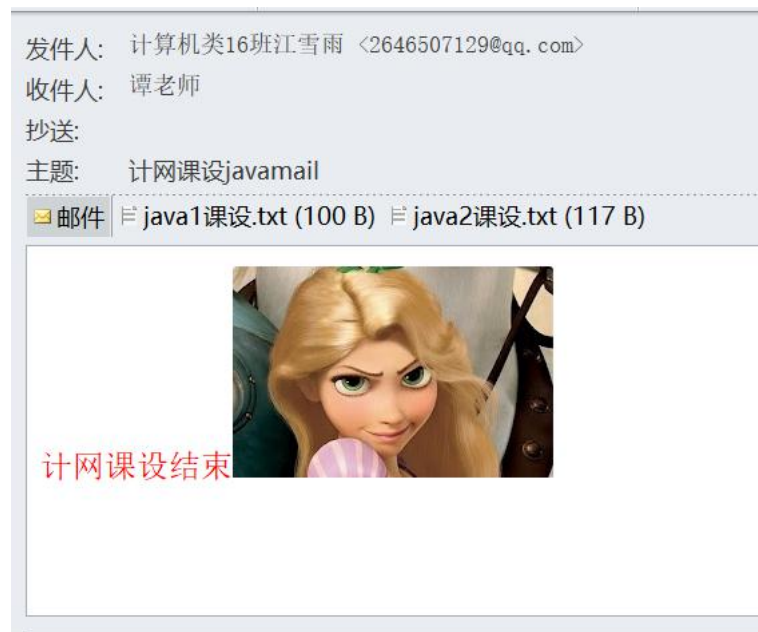 发件人: 计算机类16班江雪雨 <2646507129@qq.com>
收件人: 谭老师
抄送:
主题: 计网课设javamail
邮件 java1课设.txt (100 B) java2课设.txt (117 B)
计网课设结束